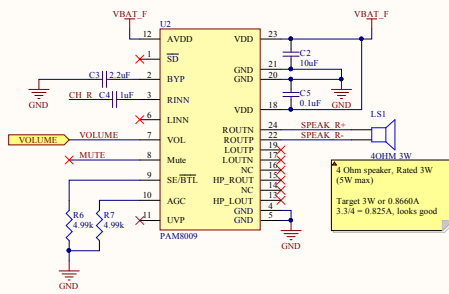 VBAT_F
VBAT_F
U2
12 AVDD VDD 23
1 SD
C2
10uF
GND 21
C3 2.2uF 2 BYP GND 20
GND
GND
CH_R C4 1uF 3 RINN
C5
0.1uF
6 LINN VDD 18
VOLUME VOLUME 7 VOL ROUTN 24 SPEAK_R+ LS1
ROUTP 22 SPEAK_R-
MUTE 8 Mute LOUTP 19
LOUTN 17
4OHM 3W
NC 16
9 SE/BTL HP_ROUT 15
NC 14
10 AGC HP_LOUT 13
R6
4.99k
R7
4.99k
11 UVP GND 4
GND 5
PAM8009
GND
GND
4 Ohm speaker, Rated 3W
(5W max)
Target 3W or 0.8660A
3.3/4 = 0.825A, looks good